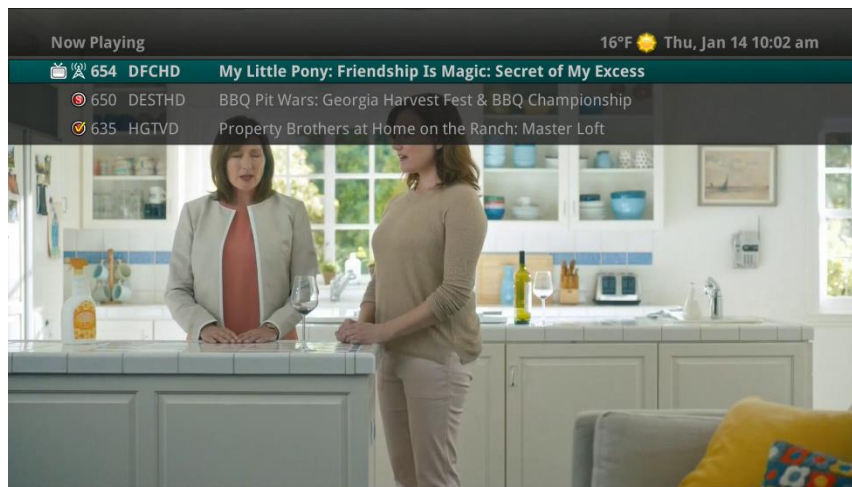 Now Playing 16°F Thu, Jan 14 10:02 am
654 DFCHD My Little Pony: Friendship Is Magic: Secret of My Excess
S 650 DESTHD BBQ Pit Wars: Georgia Harvest Fest & BBQ Championship
635 HGTVD Property Brothers at Home on the Ranch: Master Loft